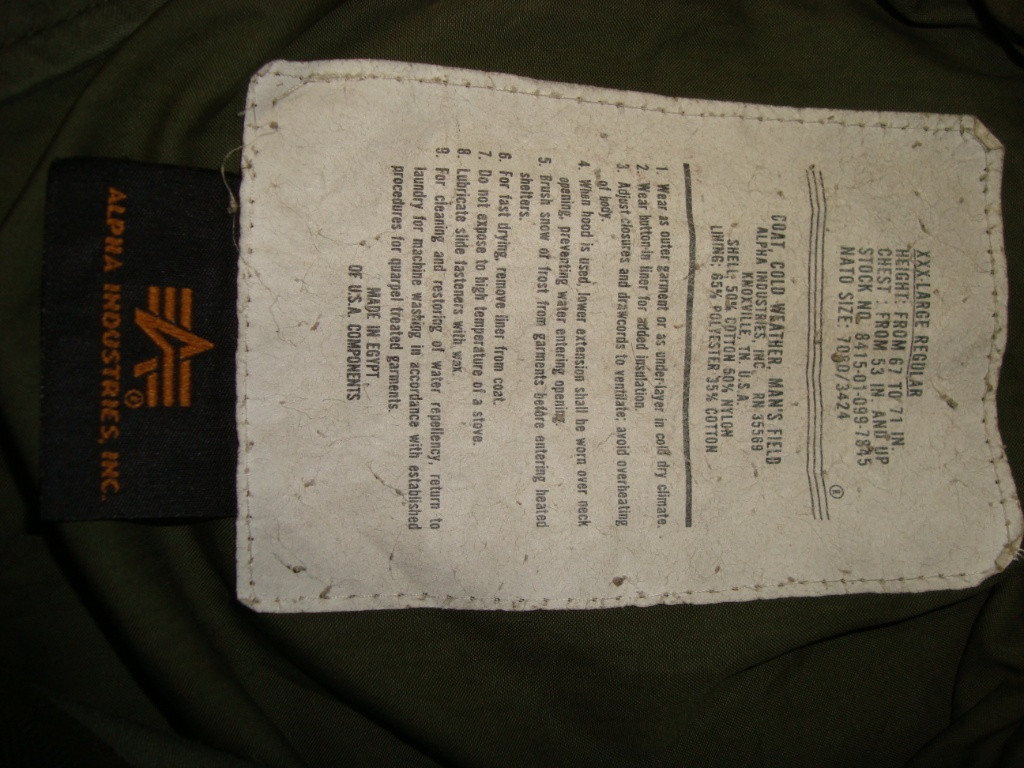 XXX-LARGE REGULAR
HEIGHT: FROM 67 TO 71 IN.
CHEST: FROM 53 IN AND UP
STOCK NO. 8415-01-099-7845
NATO SIZE: 7080/3424
®
COAT COLD WEATHER, MAN'S FIELD
ALPHA INDUSTRIES, INC. RN 35589
KNOXVILLE, TN. U.S.A.
SHELL: 50% COTTON 50% NYLON
LINING: 65% POLYESTER 35% COTTON
1. Wear as outer garment or as under-layer in cold dry climate.
2. Wear button-in liner for added insulation.
3. Adjust closures and drawcords to ventilate; avoid overheating
of body.
4. When hood is used, lower extension shall be worn over neck
opening, preventing water entering opening.
5. Brush snow of frost from garments before entering heated
shelters.
6. For fast drying, remove liner from coat.
7. Do not expose to high temperature of a stove.
8. Lubricate slide fasteners with wax.
9. For cleaning and restoring of water repellency, return to
laundry for machine washing in accordance with established
procedures for quarpel treated garments.
MADE IN EGYPT.
OF U.S.A. COMPONENTS
®
ALPHA INDUSTRIES, INC.